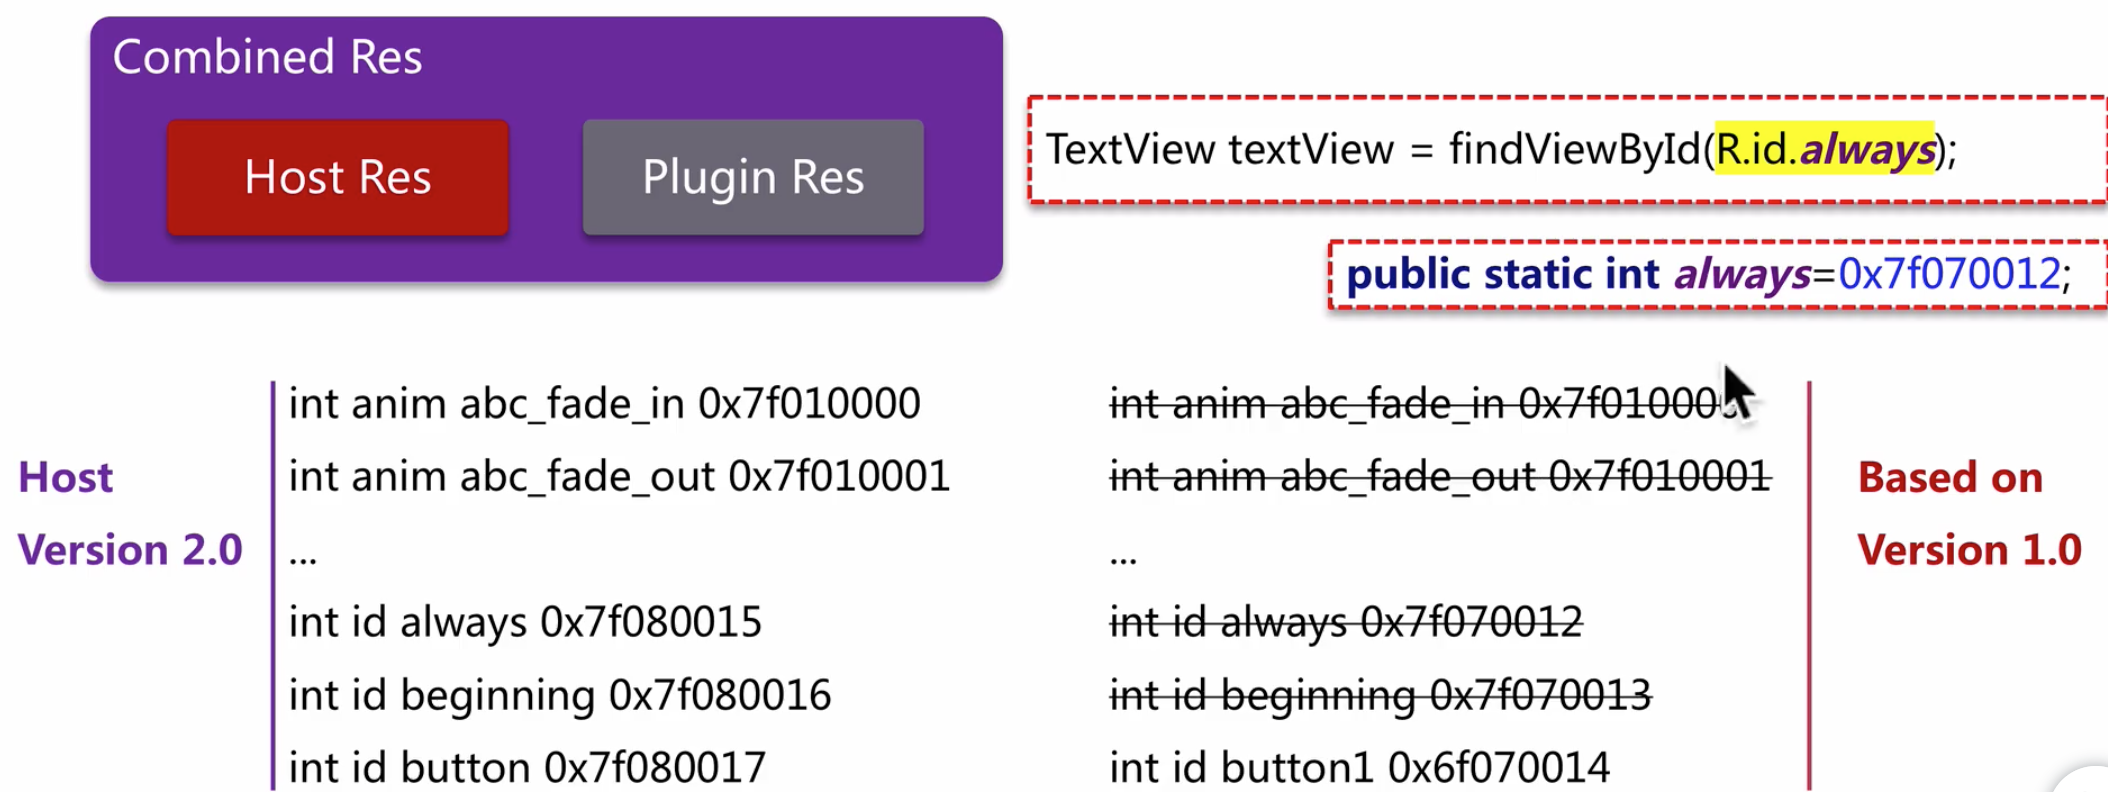 Combined Res
Host Res
Plugin Res
TextView textView = findViewById(R.id.always);
public static int always=0x7f070012;
Host
Version 2.0
int anim abc_fade_in 0x7f010000
int anim abc_fade_out 0x7f010001
...
int id always 0x7f080015
int id beginning 0x7f080016
int id button 0x7f080017
int anim abc_fade_in 0x7f010000
int anim abc_fade_out 0x7f010001
...
int id always 0x7f070012
int id beginning 0x7f070013
int id button1 0x6f070014
Based on
Version 1.0